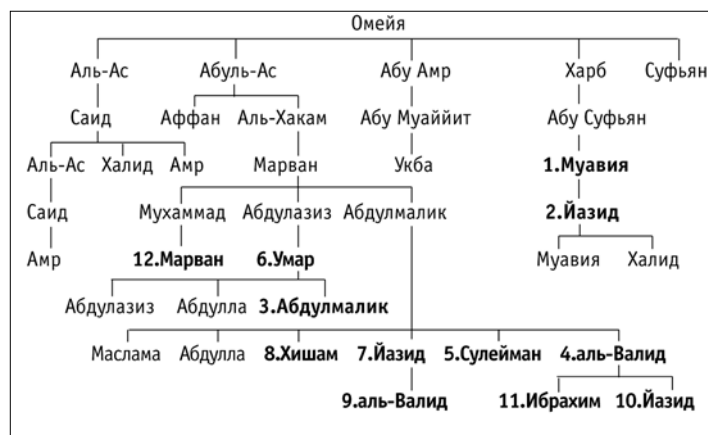 Омейя
Аль-Ас Абуль-Ас Абу Амр Харб Суфьян
Саид Аффан Аль-Хакам Абу Муаййит Абу Суфьян
Аль-Ас Халид Амр Марван Укба 1.Муавия
Саид Мухаммад Абдулазиз Абдулмалик 2.Йазид
Амр 12.Марван 6.Умар Муавия Халид
Абдулазиз Абдулла 3.Абдулмалик
Маслама Абдулла 8.Хишам 7.Йазид 5.Сулейман 4.аль-Валид
9.аль-Валид 11.Ибрахим 10.Йазид